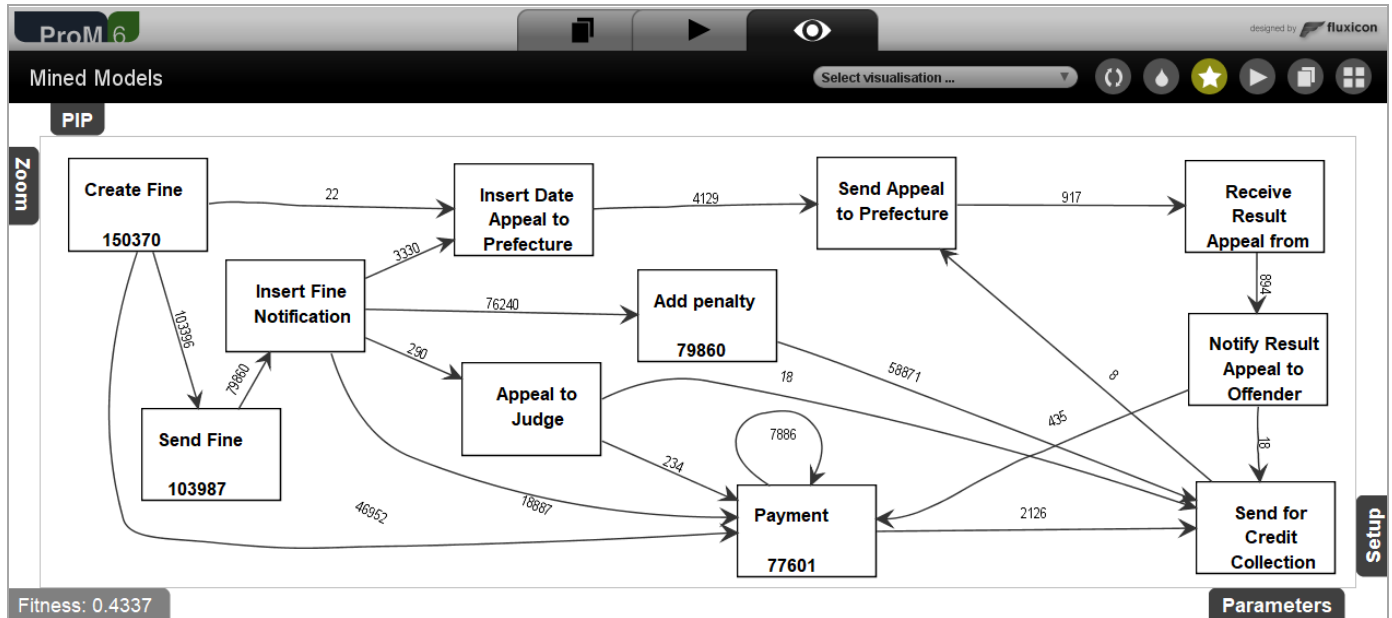 ProM 6
designed by fluxicon
Mined Models
Select visualisation ...
PIP
Zoom
Create Fine
150370
22
Insert Date
Appeal to
Prefecture
4129
Send Appeal
to Prefecture
917
Receive
Result
Appeal from
3330
Insert Fine
Notification
76240
Add penalty
79860
894
103396
79860
290
Appeal to
Judge
18
58871
8
Notify Result
Appeal to
Offender
435
18
Send Fine
103987
7886
234
18887
46952
Payment
77601
2126
Send for
Credit
Collection
Setup
Fitness: 0.4337
Parameters